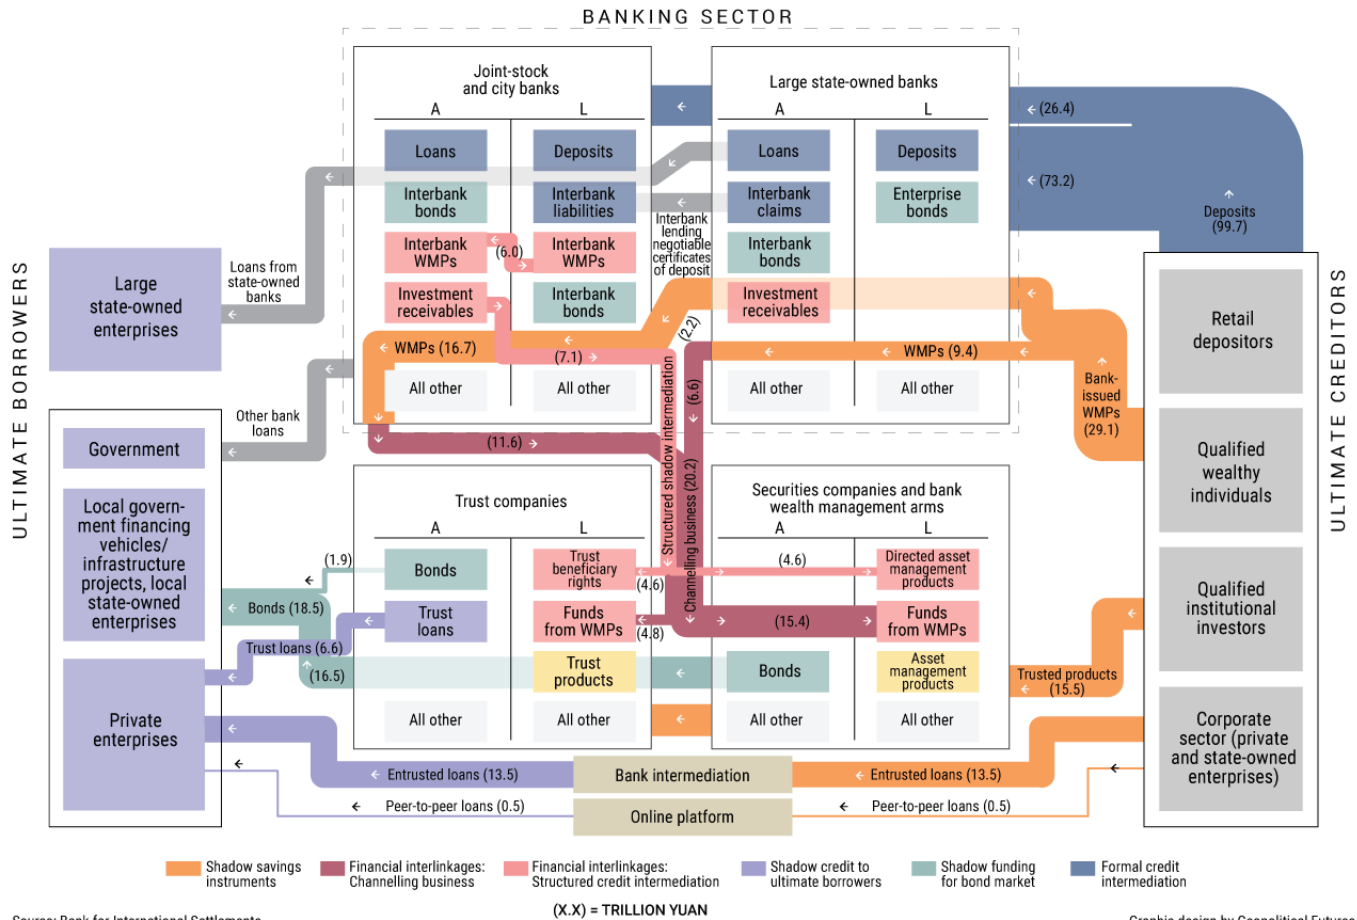 BANKING SECTOR
Joint-stock
and city banks
A
L
Loans
Deposits
Interbank
bonds
Interbank
liabilities
Interbank
WMPs
(6.0)
Interbank
WMPs
Investment
receivables
Interbank
bonds
WMPs (16.7)
(7.1)
All other
All other
Large state-owned banks
A
L
Loans
Deposits
Interbank
claims
Enterprise
bonds
Interbank
bonds
Investment
receivables
WMPs (9.4)
All other
All other
Interbank
lending
negotiable
certificates
of deposit
(2.2)
(6.6)
(26.4)
(73.2)
Deposits
(99.7)
Bank-
issued
WMPs
(29.1)
ULTIMATE BORROWERS
Large
state-owned
enterprises
Loans from
state-owned
banks
Other bank
loans
Government
Local govern-
ment financing
vehicles/
infrastructure
projects, local
state-owned
enterprises
Private
enterprises
(11.6)
Structured shadow intermediation
Channelling business (20.2)
Trust companies
A
L
Bonds
Trust
beneficiary
rights
Trust
loans
Funds
from WMPs
Trust
products
All other
All other
(1.9)
Bonds (18.5)
Trust loans (6.6)
(16.5)
(4.6)
(4.8)
Securities companies and bank
wealth management arms
A
L
(4.6)
Directed asset
management
products
(15.4)
Funds
from WMPs
Bonds
Asset
management
products
All other
All other
ULTIMATE CREDITORS
Retail
depositors
Qualified
wealthy
individuals
Qualified
institutional
investors
Corporate
sector (private
and state-owned
enterprises)
Trusted products
(15.5)
Entrusted loans (13.5)
Bank intermediation
Entrusted loans (13.5)
Peer-to-peer loans (0.5)
Online platform
Peer-to-peer loans (0.5)
Shadow savings
instruments
Financial interlinkages:
Channelling business
Financial interlinkages:
Structured credit intermediation
Shadow credit to
ultimate borrowers
Shadow funding
for bond market
Formal credit
intermediation
(X.X) = TRILLION YUAN
Source: Bank for International Settlements
Graphic design by Geopolitical Futures